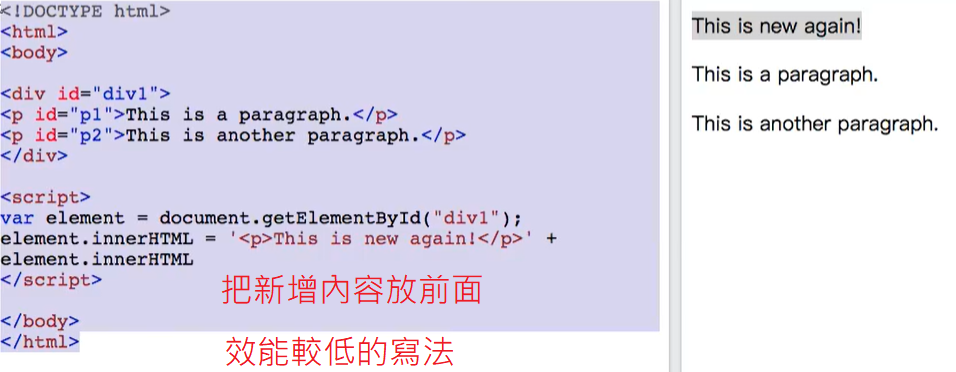 <!DOCTYPE html>
<html>
<body>
<div id="div1">
<p id="p1">This is a paragraph.</p>
<p id="p2">This is another paragraph.</p>
</div>
<script>
var element = document.getElementById("div1");
element.innerHTML = '<p>This is new again!</p>' +
element.innerHTML
</script>
把新增內容放前面
</body>
</html>
效能較低的寫法
This is new again!
This is a paragraph.
This is another paragraph.